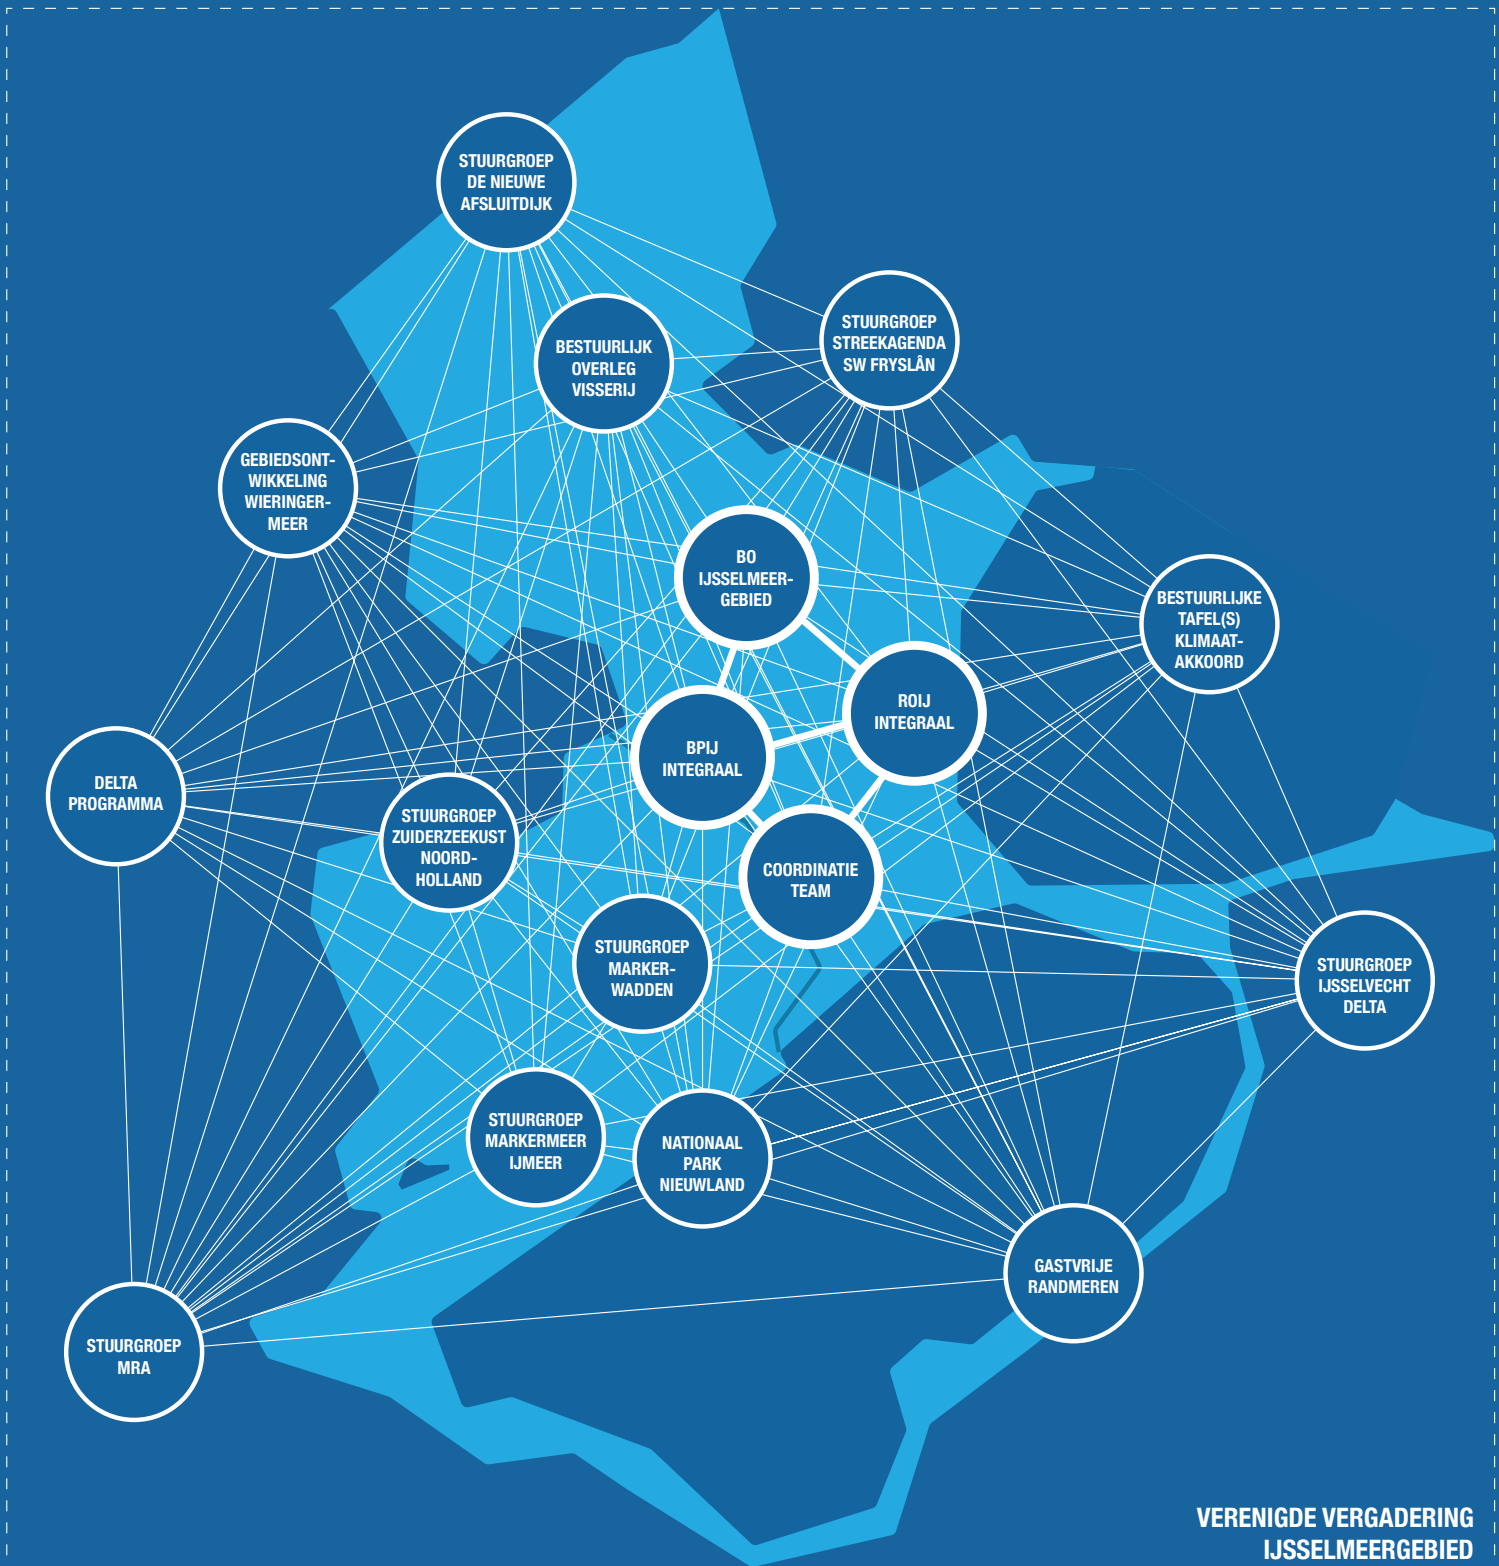 STUURGROEP
DE NIEUWE
AFSLUITDIJK
STUURGROEP
STREEKAGENDA
SW FRYSLÂN
BESTUURLIJK
OVERLEG
VISSERIJ
GEBIEDSONT-
WIKKELING
WIERINGER-
MEER
BO
IJSSELMEER-
GEBIED
BESTUURLIJKE
TAFEL(S)
KLIMAAT-
AKKOORD
ROIJ
INTEGRAAL
BPIJ
INTEGRAAL
DELTA
PROGRAMMA
STUURGROEP
ZUIDERZEEKUST
NOORD-
HOLLAND
COORDINATIE
TEAM
STUURGROEP
MARKER-
WADDEN
STUURGROEP
IJSSELVECHT
DELTA
STUURGROEP
MARKERMEER
IJMEER
NATIONAAL
PARK
NIEUWLAND
GASTVRIJE
RANDMEREN
STUURGROEP
MRA
VERENIGDE VERGADERING
IJSSELMEERGEBIED